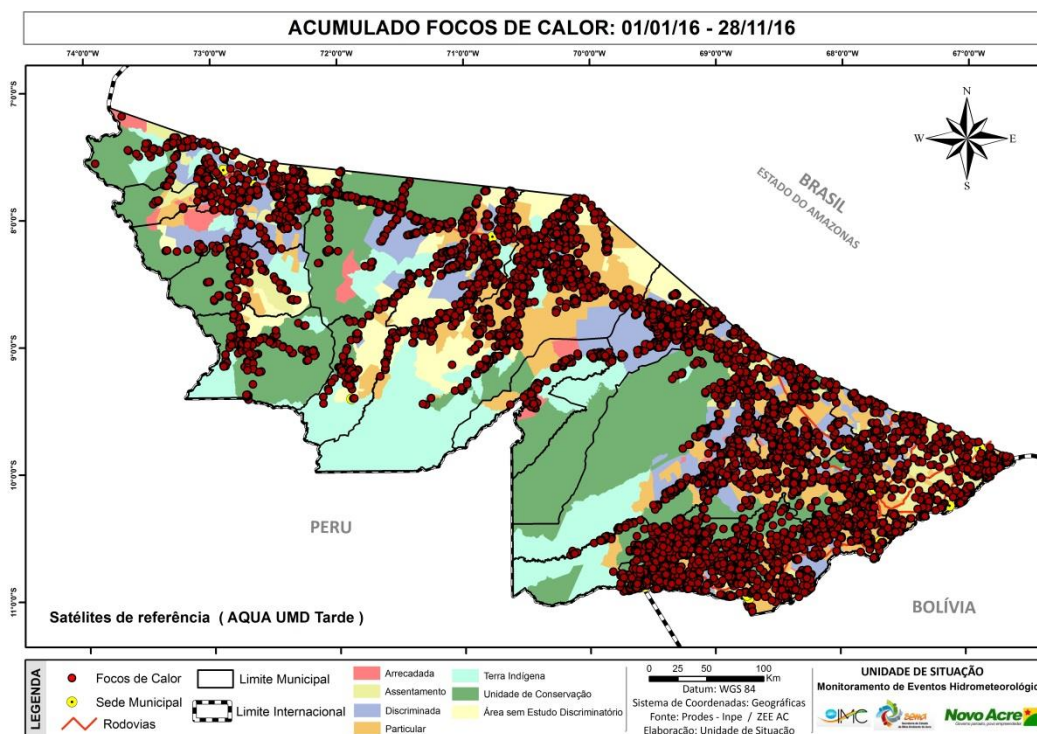 ACUMULADO FOCOS DE CALOR: 01/01/16 - 28/11/16
74°0'0"W 73°0'0"W 72°0'0"W 71°0'0"W 70°0'0"W 69°0'0"W 68°0'0"W 67°0'0"W
7°0'0"S
8°0'0"S
9°0'0"S
10°0'0"S
11°0'0"S
N
W E
S
BRASIL
ESTADO DO AMAZONAS
PERU
BOLÍVIA
Satélites de referência ( AQUA UMD Tarde )
LEGENDA
Focos de Calor
Sede Municipal
Rodovias
Limite Municipal
Limite Internacional
Arrecadada
Assentamento
Discriminada
Particular
Terra Indígena
Unidade de Conservação
Área sem Estudo Discriminatório
0 25 50 100
Km
Datum: WGS 84
Sistema de Coordenadas: Geográficas
Fonte: Prodes - Inpe / ZEE AC
Elaboração: Unidade de Situação
UNIDADE DE SITUAÇÃO
Monitoramento de Eventos Hidrometeorológic
IMC
SEMA
Novo Acre